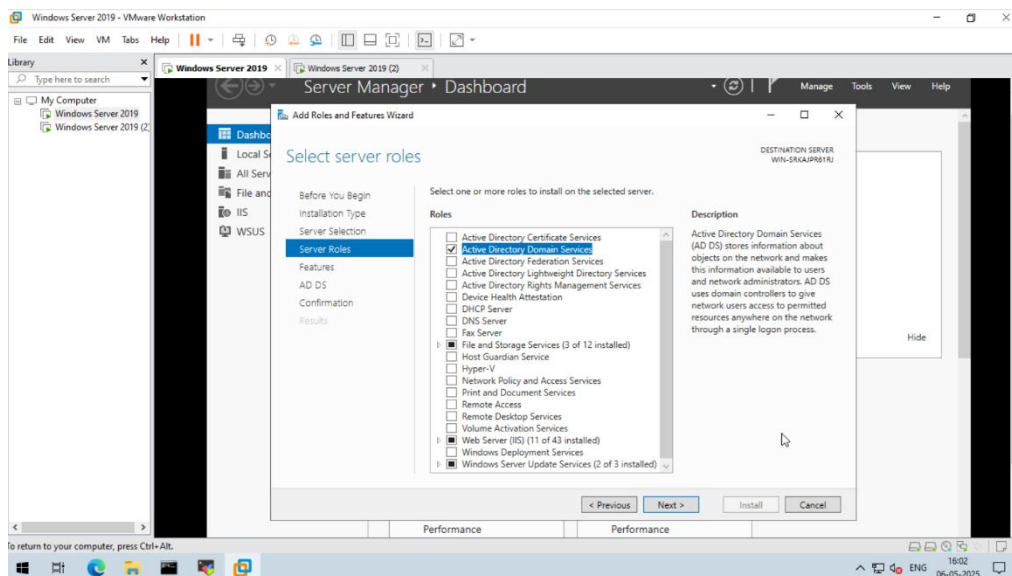 Windows Server 2019 - VMware Workstation
File Edit View VM Tabs Help
Library
Type here to search
My Computer
Windows Server 2019
Windows Server 2019 (2)
Windows Server 2019
Windows Server 2019 (2)
Server Manager Dashboard
Manage Tools View Help
Dashbo
Local Se
All Serv
File and
IIS
WSUS
Add Roles and Features Wizard
Select server roles
DESTINATION SERVER
WIN-SRKAJPR61RJ
Before You Begin
Installation Type
Server Selection
Server Roles
Features
AD DS
Confirmation
Results
Select one or more roles to install on the selected server.
Roles
Active Directory Certificate Services
Active Directory Domain Services
Active Directory Federation Services
Active Directory Lightweight Directory Services
Active Directory Rights Management Services
Device Health Attestation
DHCP Server
DNS Server
Fax Server
File and Storage Services (3 of 12 installed)
Host Guardian Service
Hyper-V
Network Policy and Access Services
Print and Document Services
Remote Access
Remote Desktop Services
Volume Activation Services
Web Server (IIS) (11 of 43 installed)
Windows Deployment Services
Windows Server Update Services (2 of 3 installed)
Description
Active Directory Domain Services
(AD DS) stores information about
objects on the network and makes
this information available to users
and network administrators. AD DS
uses domain controllers to give
network users access to permitted
resources anywhere on the network
through a single logon process.
Hide
< Previous Next > Install Cancel
Performance Performance
To return to your computer, press Ctrl+Alt.
ENG
16:02
06-05-2025